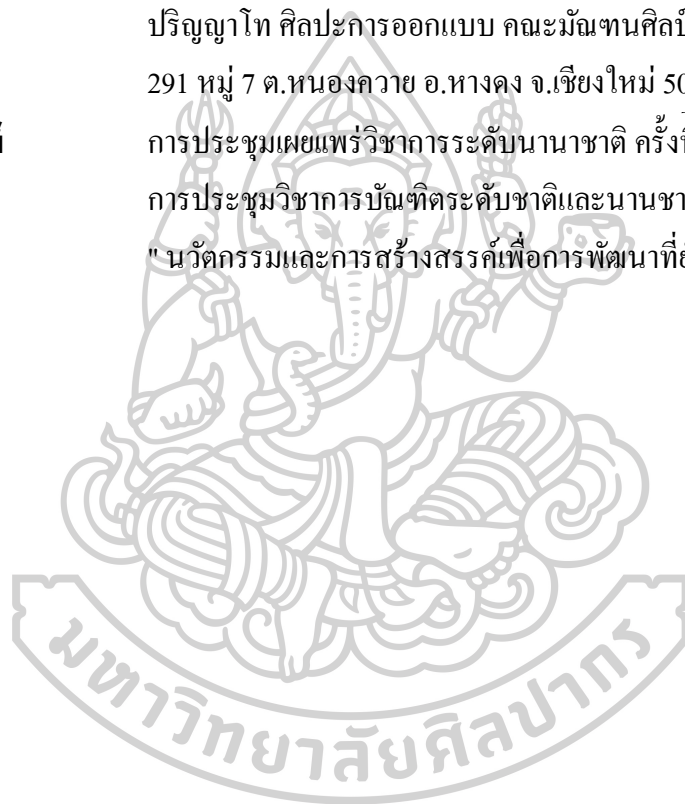 ปริญญาโท ศิลปะการออกแบบ คณะมัณฑนศิลป์
291 หมู่ 7 ต.หนองควาย อ.หางดง จ.เชียงใหม่ 50
การประชุมเผยแพร่วิชาการระดับนานาชาติ ครั้งที่
การประชุมวิชาการบัณฑิตระดับชาติและนานชา
" นวัตกรรมและการสร้างสรรค์เพื่อการพัฒนาที่ยั
มหาวิทยาลัยศิลปากร